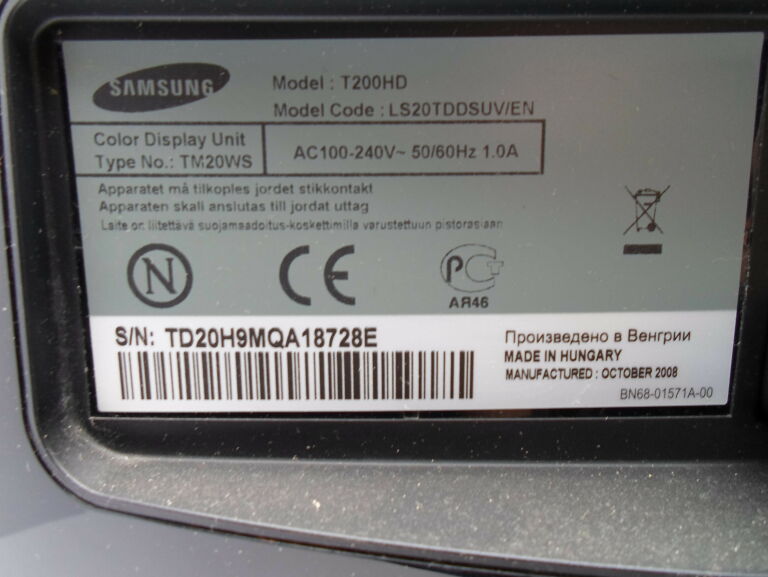 SAMSUNG
Model : T200HD
Model Code : LS20TDDSUV/EN
Color Display Unit
Type No.: TM20WS
AC100-240V~ 50/60Hz 1.0A
Apparatet må tilkoples jordet stikkontakt
Apparaten skall anslutas till jordat uttag
Laite on liitettävä suojamaadoitus-koskettimilla varustettuun pistorasiaan
N
CE
РСТ
АЯ46
S/N: TD20H9MQA18728E
Произведено в Венгрии
MADE IN HUNGARY
MANUFACTURED : OCTOBER 2008
BN68-01571A-00